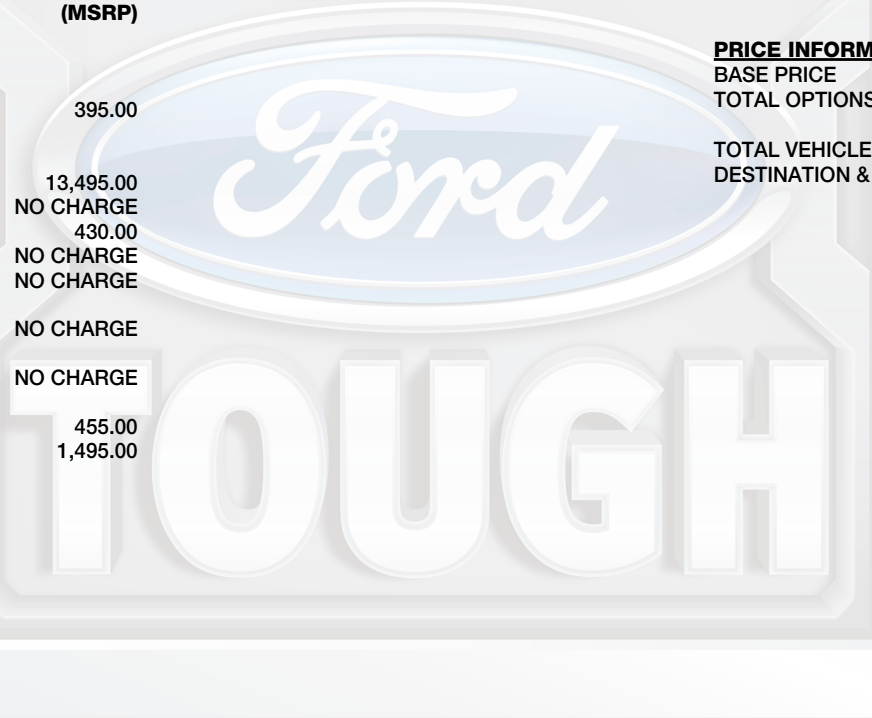 (MSRP)
395.00
13,495.00
NO CHARGE
430.00
NO CHARGE
NO CHARGE
NO CHARGE
NO CHARGE
455.00
1,495.00
PRICE INFORM
BASE PRICE
TOTAL OPTIONS
TOTAL VEHICLE
DESTINATION &
Ford
TOUGH